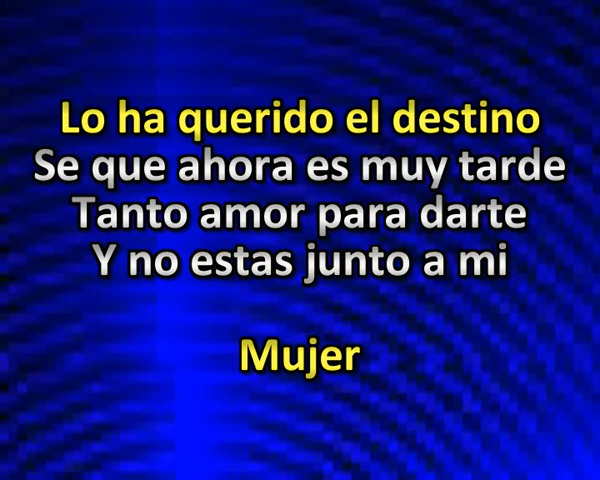 Lo ha querido el destino
Se que ahora es muy tarde
Tanto amor para darte
Y no estas junto a mi
Mujer